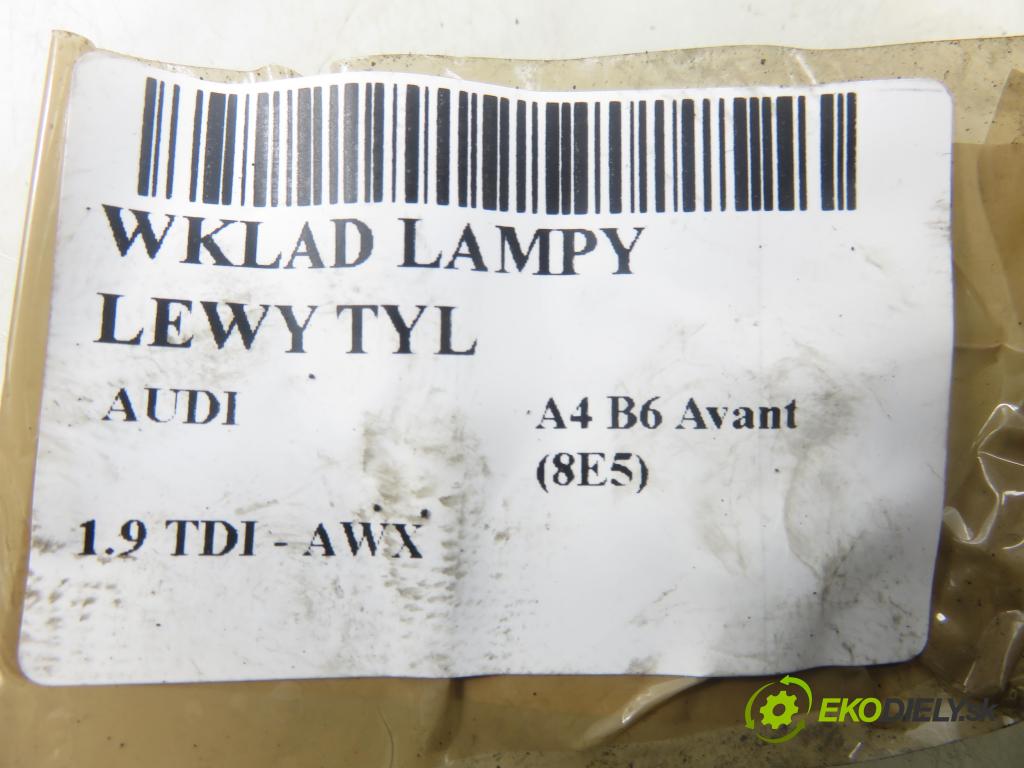 WKLAD LAMPY
LEWY TYL
AUDI
A4 B6 Avant
(8E5)
1.9 TDI - AWX
EKODIELY.sk